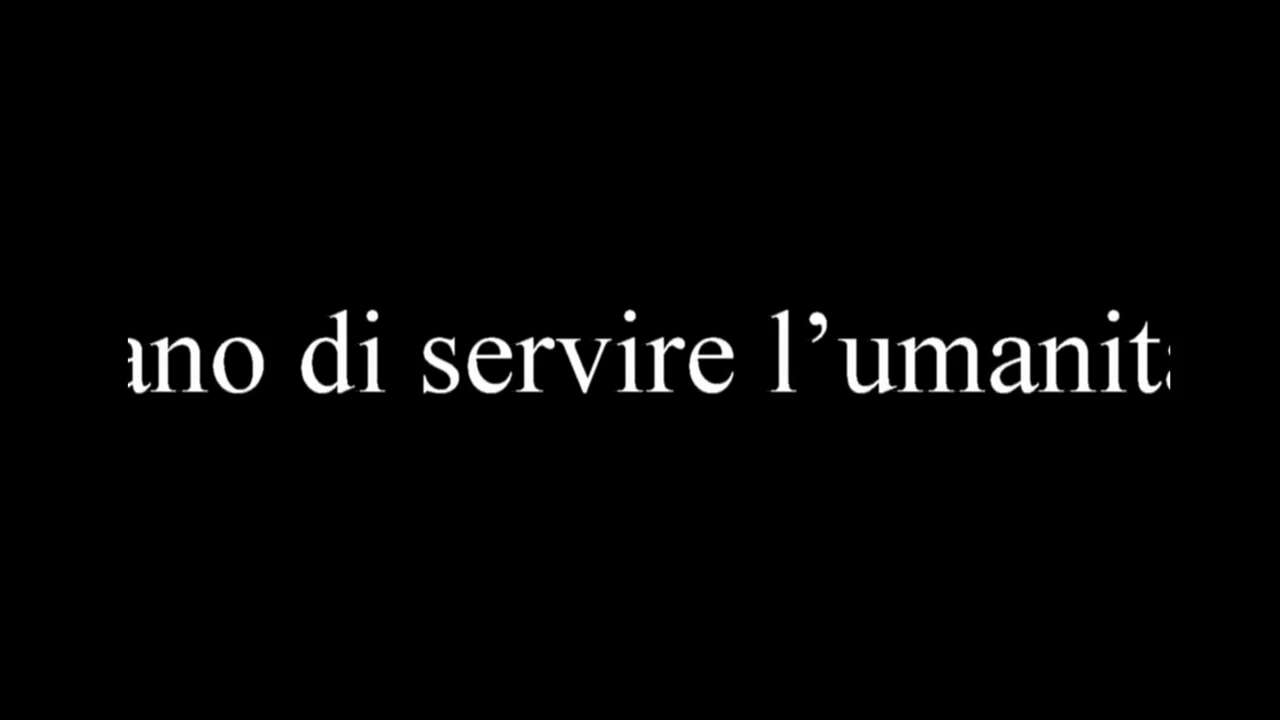 ano di servire l’umanit